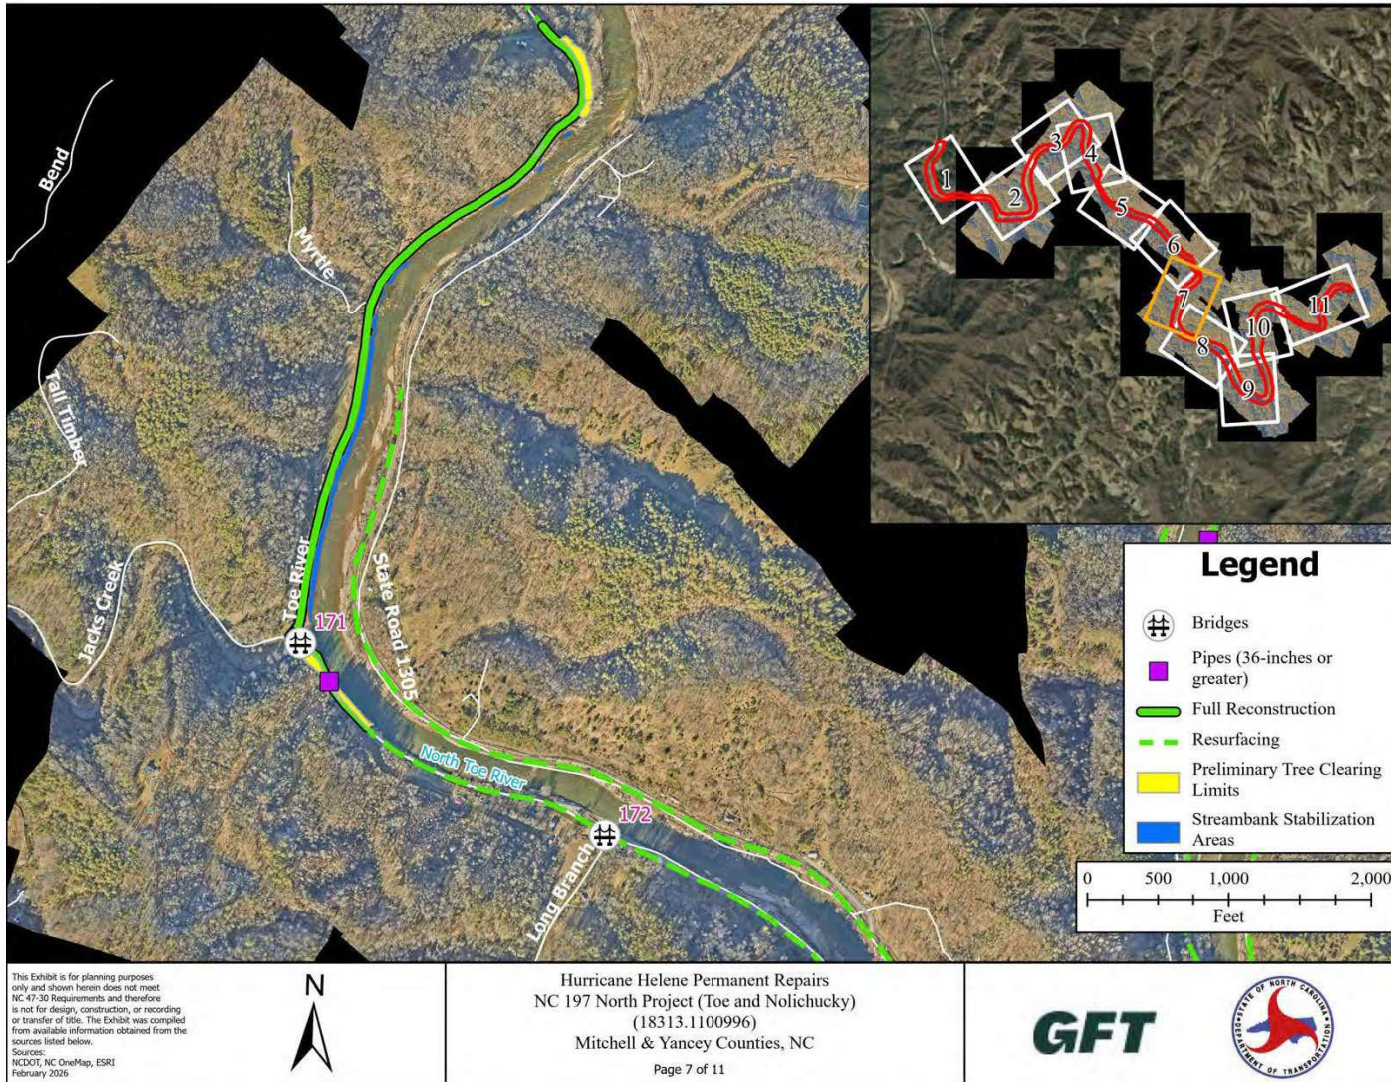 Bend
Myrtle
Tall Timber
Jacks Creek
Toe River
171
State Road 1305
North Toe River
172
Long Branch
1
2
3
4
5
6
7
8
9
10
11
Legend
Bridges
Pipes (36-inches or
greater)
Full Reconstruction
Resurfacing
Preliminary Tree Clearing
Limits
Streambank Stabilization
Areas
0 500 1,000 2,000
Feet
This Exhibit is for planning purposes
only and shown herein does not meet
NC 47-30 Requirements and therefore
is not for design, construction, or recording
or transfer of title. The Exhibit was compiled
from available information obtained from the
sources listed below.
Sources:
NCDOT, NC OneMap, ESRI
February 2026
N
Hurricane Helene Permanent Repairs
NC 197 North Project (Toe and Nolichucky)
(18313.1100996)
Mitchell & Yancey Counties, NC
Page 7 of 11
GFT
STATE OF NORTH CAROLINA
DEPARTMENT OF TRANSPORTATION